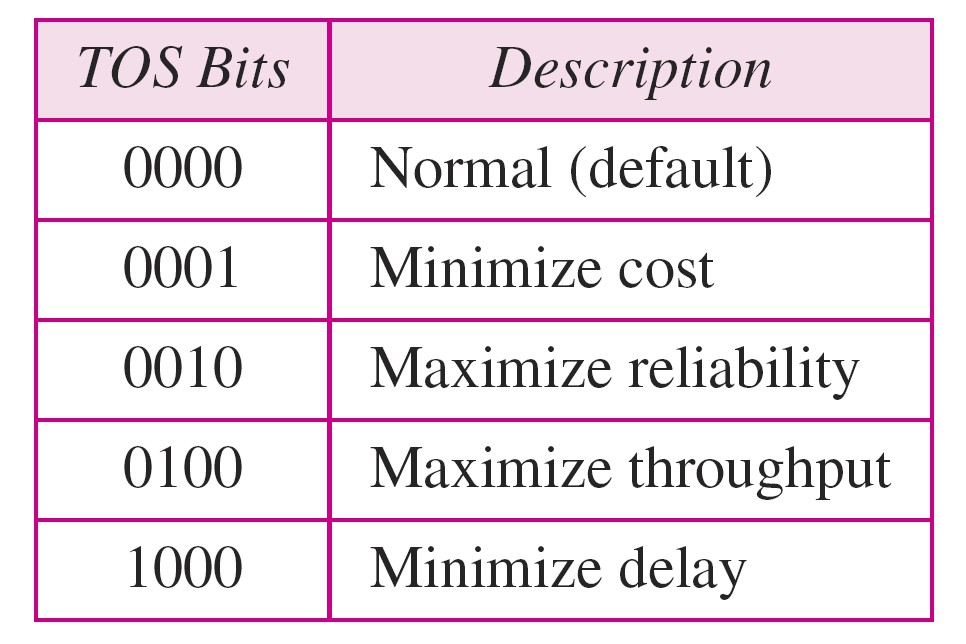 TOS Bits Description
0000 Normal (default)
0001 Minimize cost
0010 Maximize reliability
0100 Maximize throughput
1000 Minimize delay